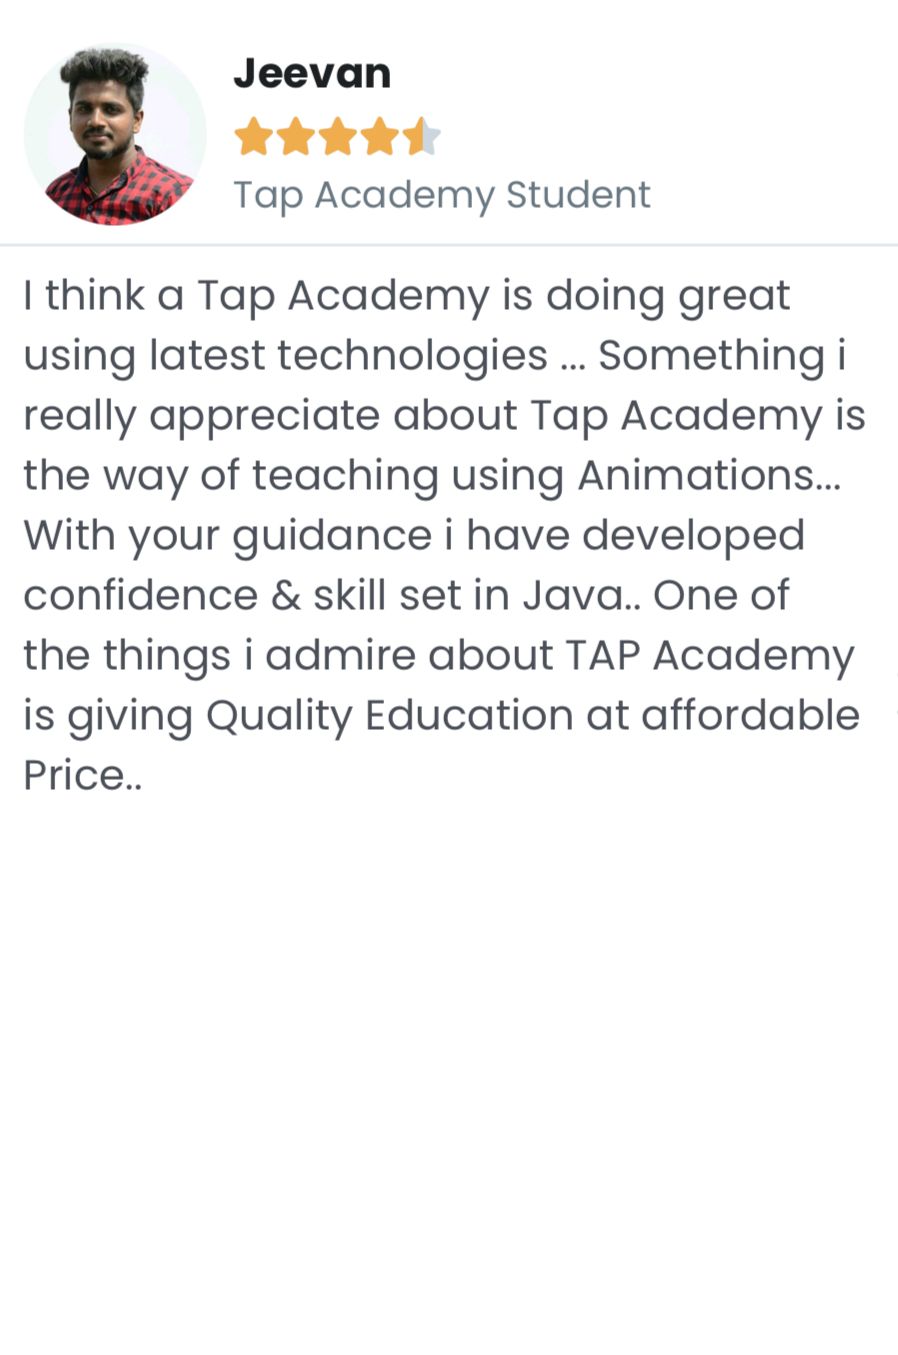 Jeevan
Tap Academy Student
I think a Tap Academy is doing great
using latest technologies ... Something i
really appreciate about Tap Academy is
the way of teaching using Animations...
With your guidance i have developed
confidence & skill set in Java.. One of
the things i admire about TAP Academy
is giving Quality Education at affordable
Price..